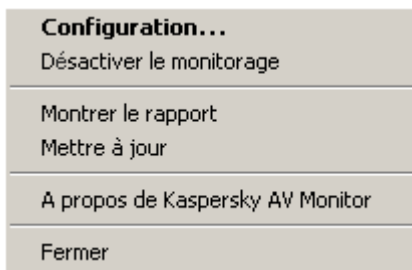 Configuration...
Désactiver le monitorage
Montrer le rapport
Mettre à jour
A propos de Kaspersky AV Monitor
Fermer